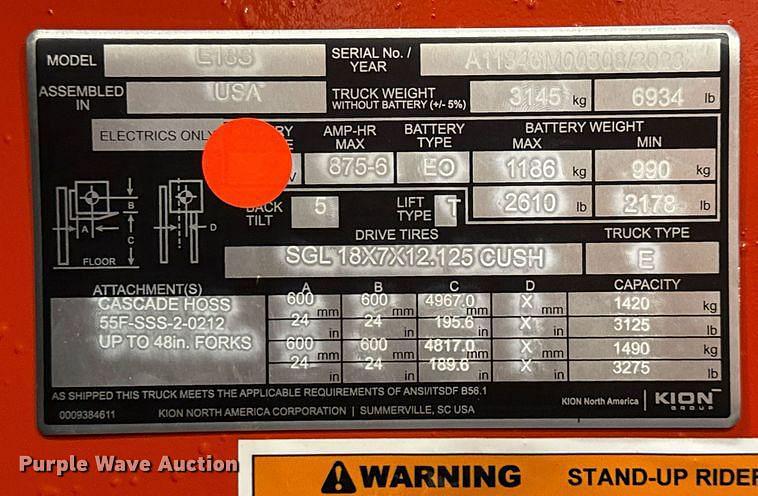 MODEL E18S SERIAL No. / YEAR
ASSEMBLED IN USA TRUCK WEIGHT WITHOUT BATTERY (+/- 5%) 3145 kg 6934 lb
ELECTRICS ONLY AMP-HR MAX BATTERY TYPE BATTERY WEIGHT
MAX MIN
V 875-6 EO 1186 kg 990 kg
BACK TILT 5 LIFT TYPE T 2610 lb 2178 lb
DRIVE TIRES TRUCK TYPE
SGL 18X7X12.125 CUSH E
A B C D FLOOR
ATTACHMENT(S) A B C D CAPACITY
CASCADE HOSS 600 mm 600 mm 4967.0 mm X mm 1420 kg
55F-SSS-2-0212 24 in 24 in 195.6 in X in 3125 lb
UP TO 48in. FORKS 600 mm 600 mm 4817.0 mm X mm 1490 kg
24 in 24 in 189.6 in X in 3275 lb
AS SHIPPED THIS TRUCK MEETS THE APPLICABLE REQUIREMENTS OF ANSI/ITSDF B56.1
0009384611 KION NORTH AMERICA CORPORATION | SUMMERVILLE, SC USA
KION North America | KION GROUP
Purple Wave Auction
WARNING STAND-UP RIDER